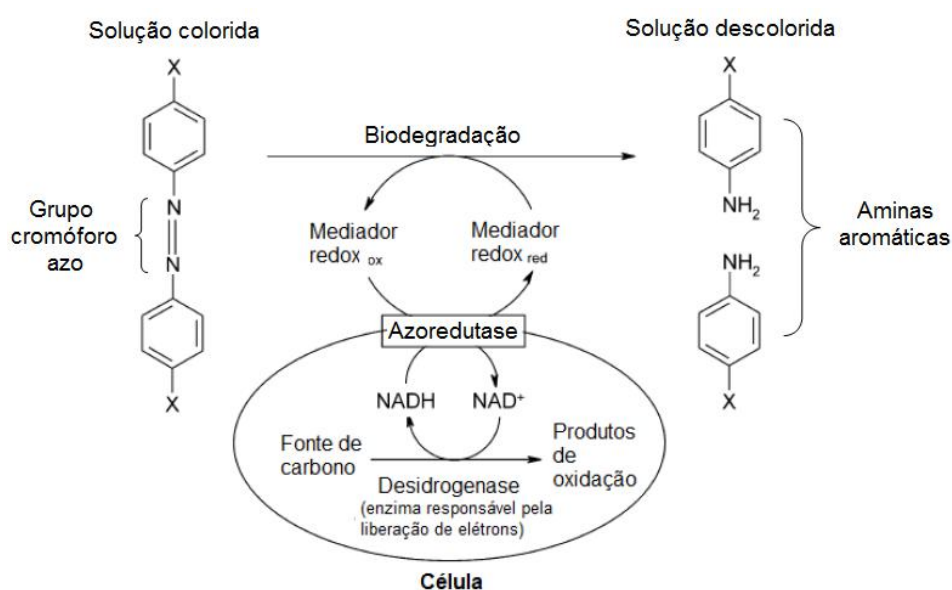 Solução colorida
Solução descolorida
X
X
Biodegradação
N
N
Grupo
cromóforo
azo
Mediador
redox ox
Mediador
redox red
NH2
NH2
Aminas
aromáticas
Azoredutase
X
X
NADH
NAD+
Fonte de
carbono
Produtos
de
oxidação
Desidrogenase
(enzima responsável pela
liberação de elétrons)
Célula